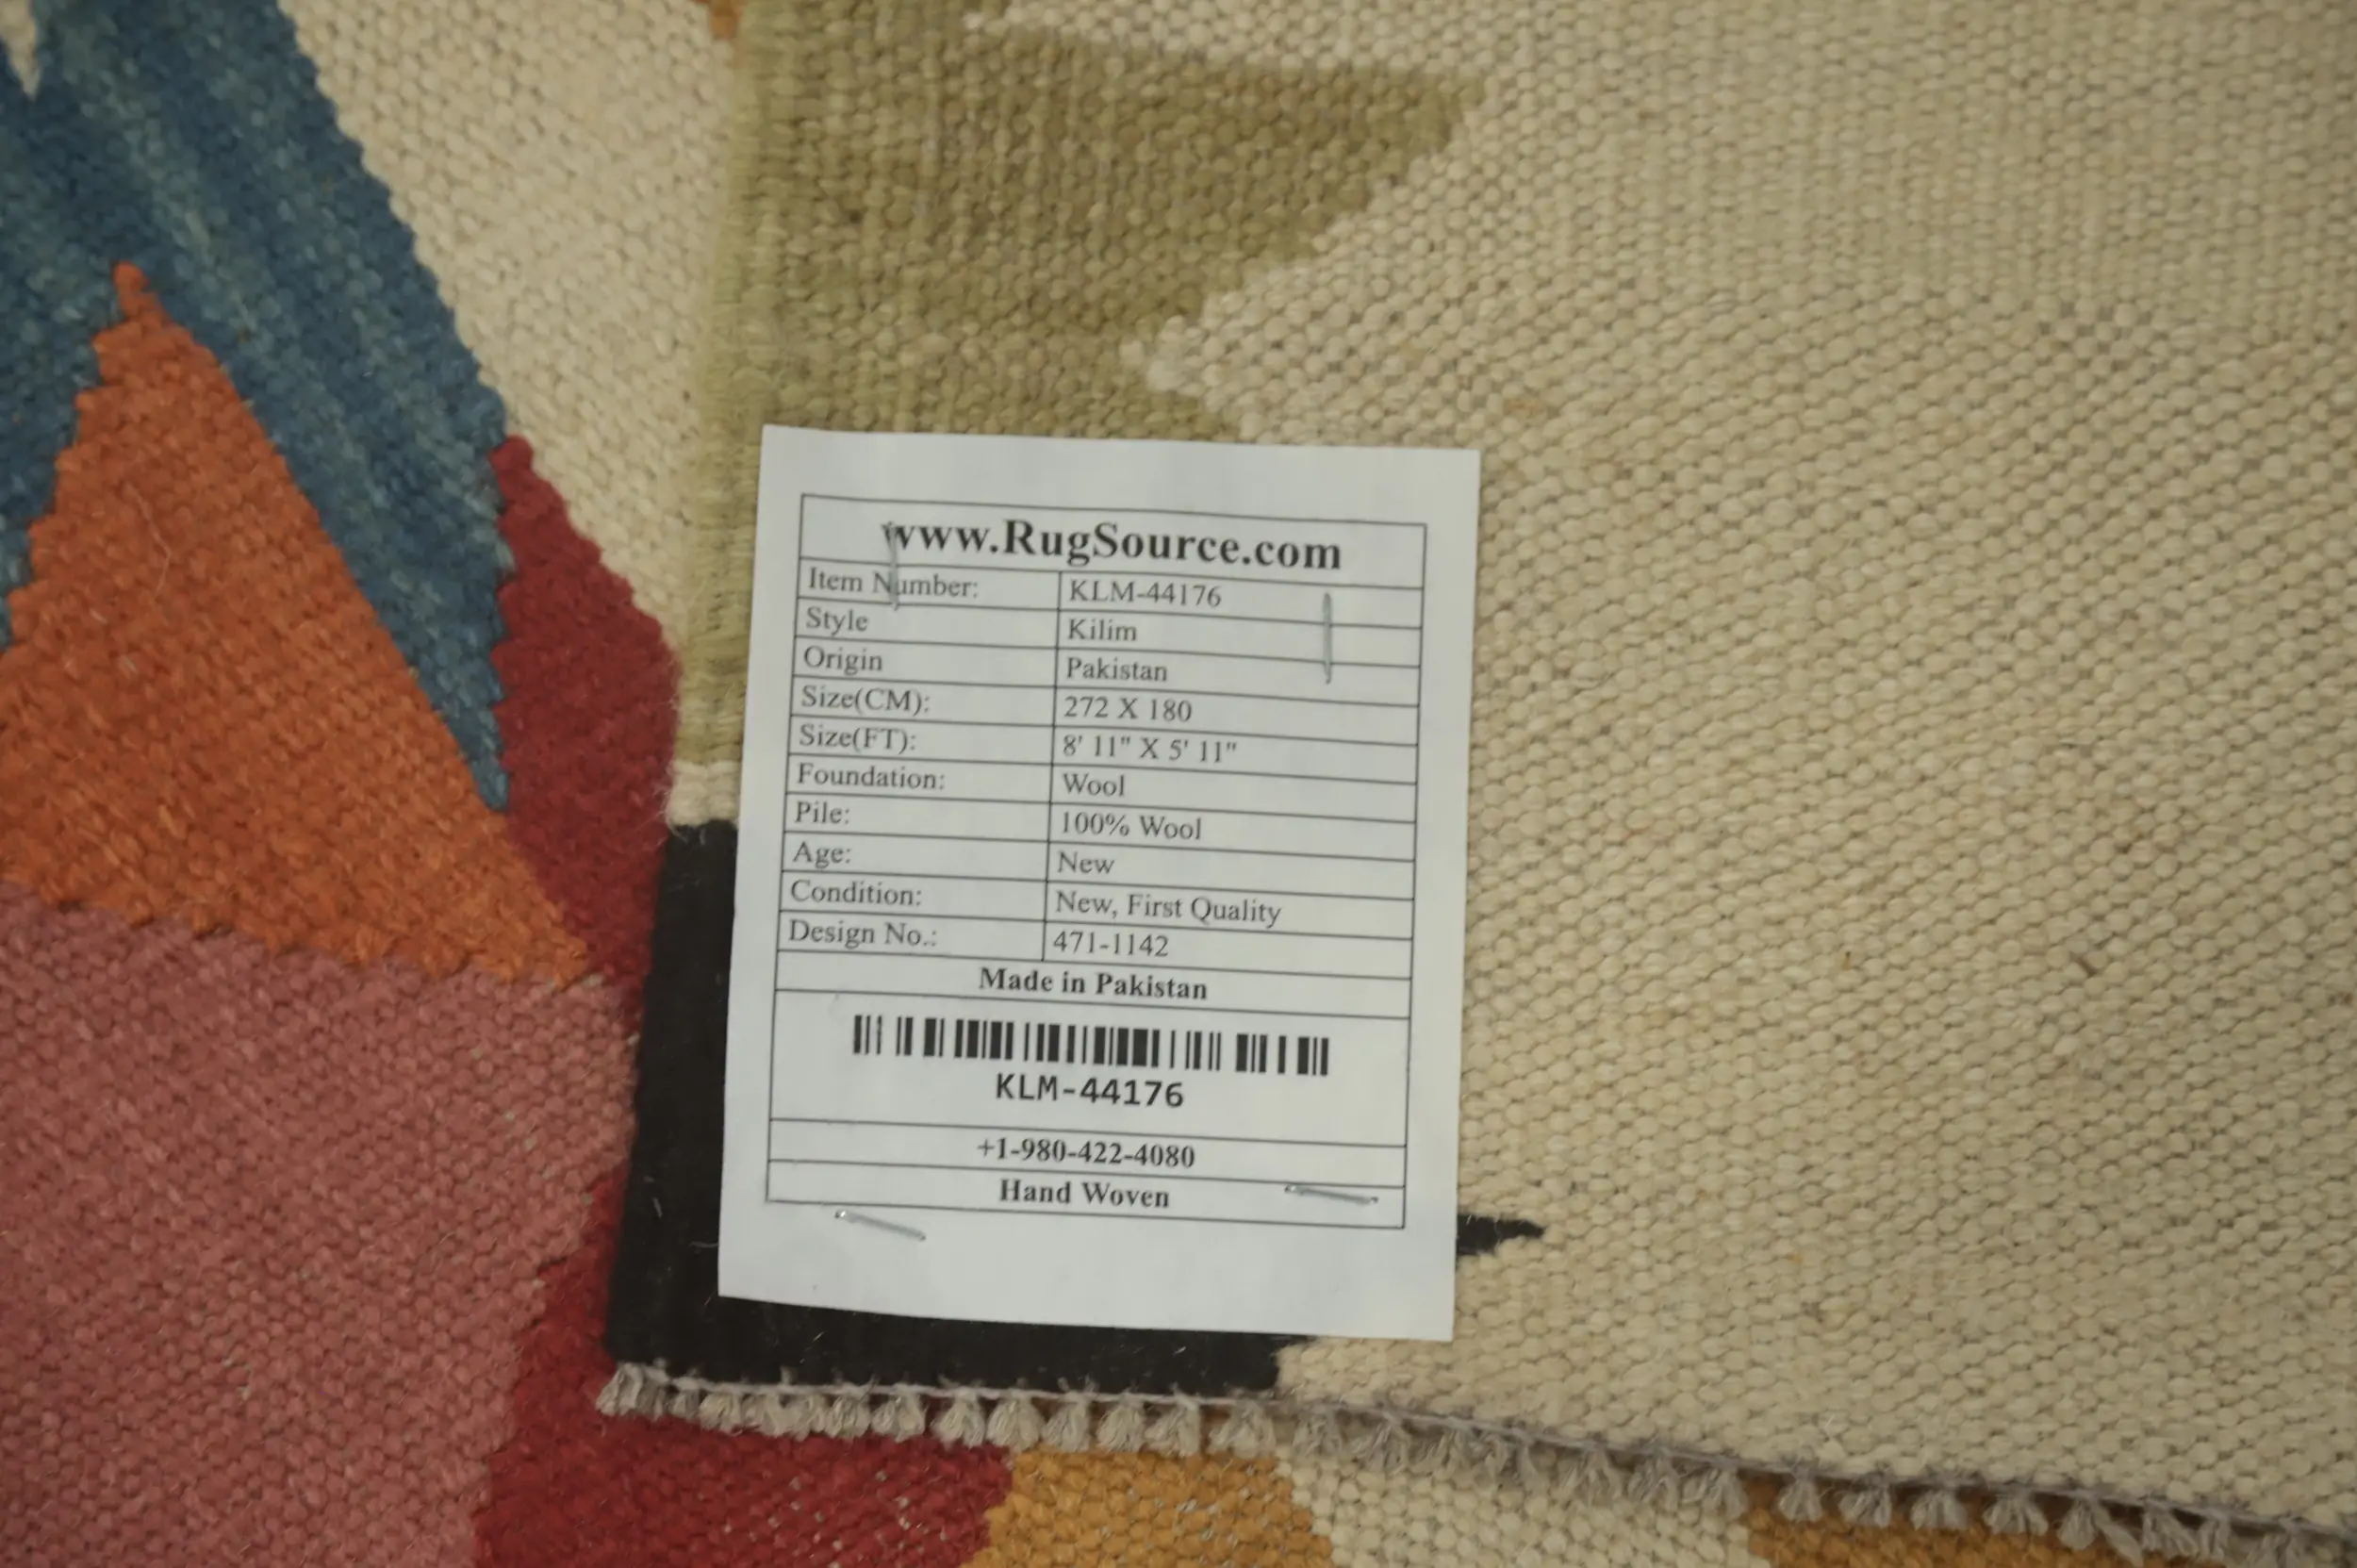 www.RugSource.com
Item Number: KLM-44176
Style Kilim
Origin Pakistan
Size(CM): 272 X 180
Size(FT): 8' 11" X 5' 11"
Foundation: Wool
Pile: 100% Wool
Age: New
Condition: New, First Quality
Design No.: 471-1142
Made in Pakistan
KLM-44176
+1-980-422-4080
Hand Woven